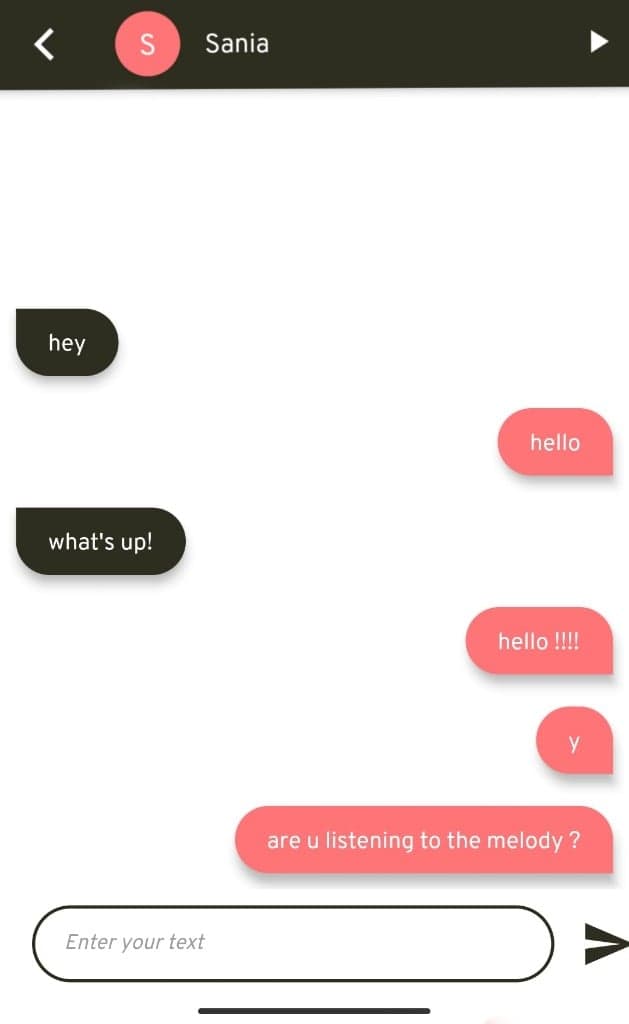 S
Sania
hey
hello
what's up!
hello !!!!
y
are u listening to the melody ?
Enter your text